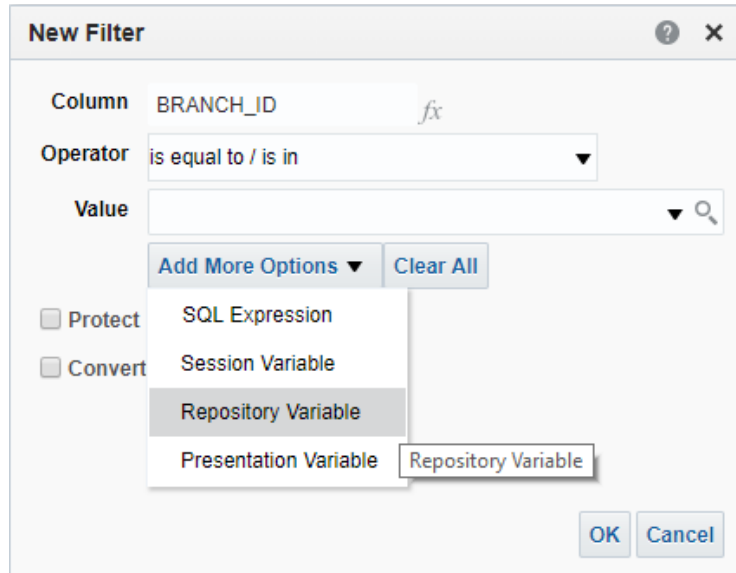 New Filter
Column BRANCH_ID fx
Operator is equal to / is in
Value
Add More Options Clear All
Protect SQL Expression
Session Variable
Convert
Repository Variable
Presentation Variable Repository Variable
OK Cancel